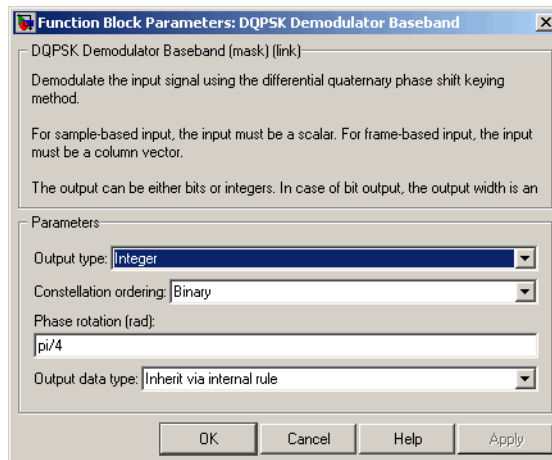 Function Block Parameters: DQPSK Demodulator Baseband
DQPSK Demodulator Baseband (mask) (link)
Demodulate the input signal using the differential quaternary phase shift keying
method.
For sample-based input, the input must be a scalar. For frame-based input, the input
must be a column vector.
The output can be either bits or integers. In case of bit output, the output width is an
Parameters
Output type: Integer
Constellation ordering: Binary
Phase rotation (rad):
pi/4
Output data type: Inherit via internal rule
OK Cancel Help Apply